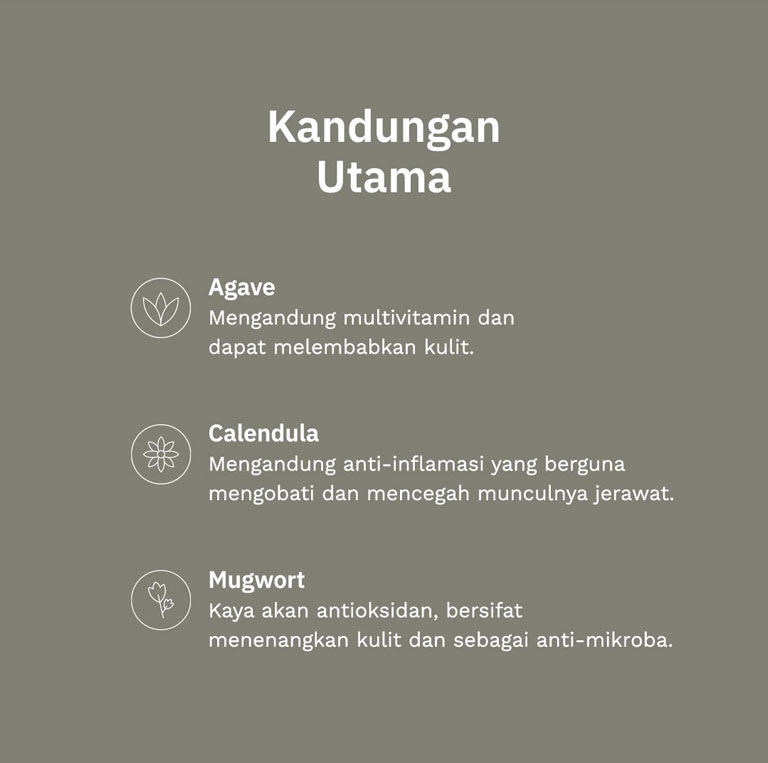 Kandungan
Utama
Agave
Mengandung multivitamin dan
dapat melembabkan kulit.
Calendula
Mengandung anti-inflamasi yang berguna
mengobati dan mencegah munculnya jerawat.
Mugwort
Kaya akan antioksidan, bersifat
menenangkan kulit dan sebagai anti-mikroba.